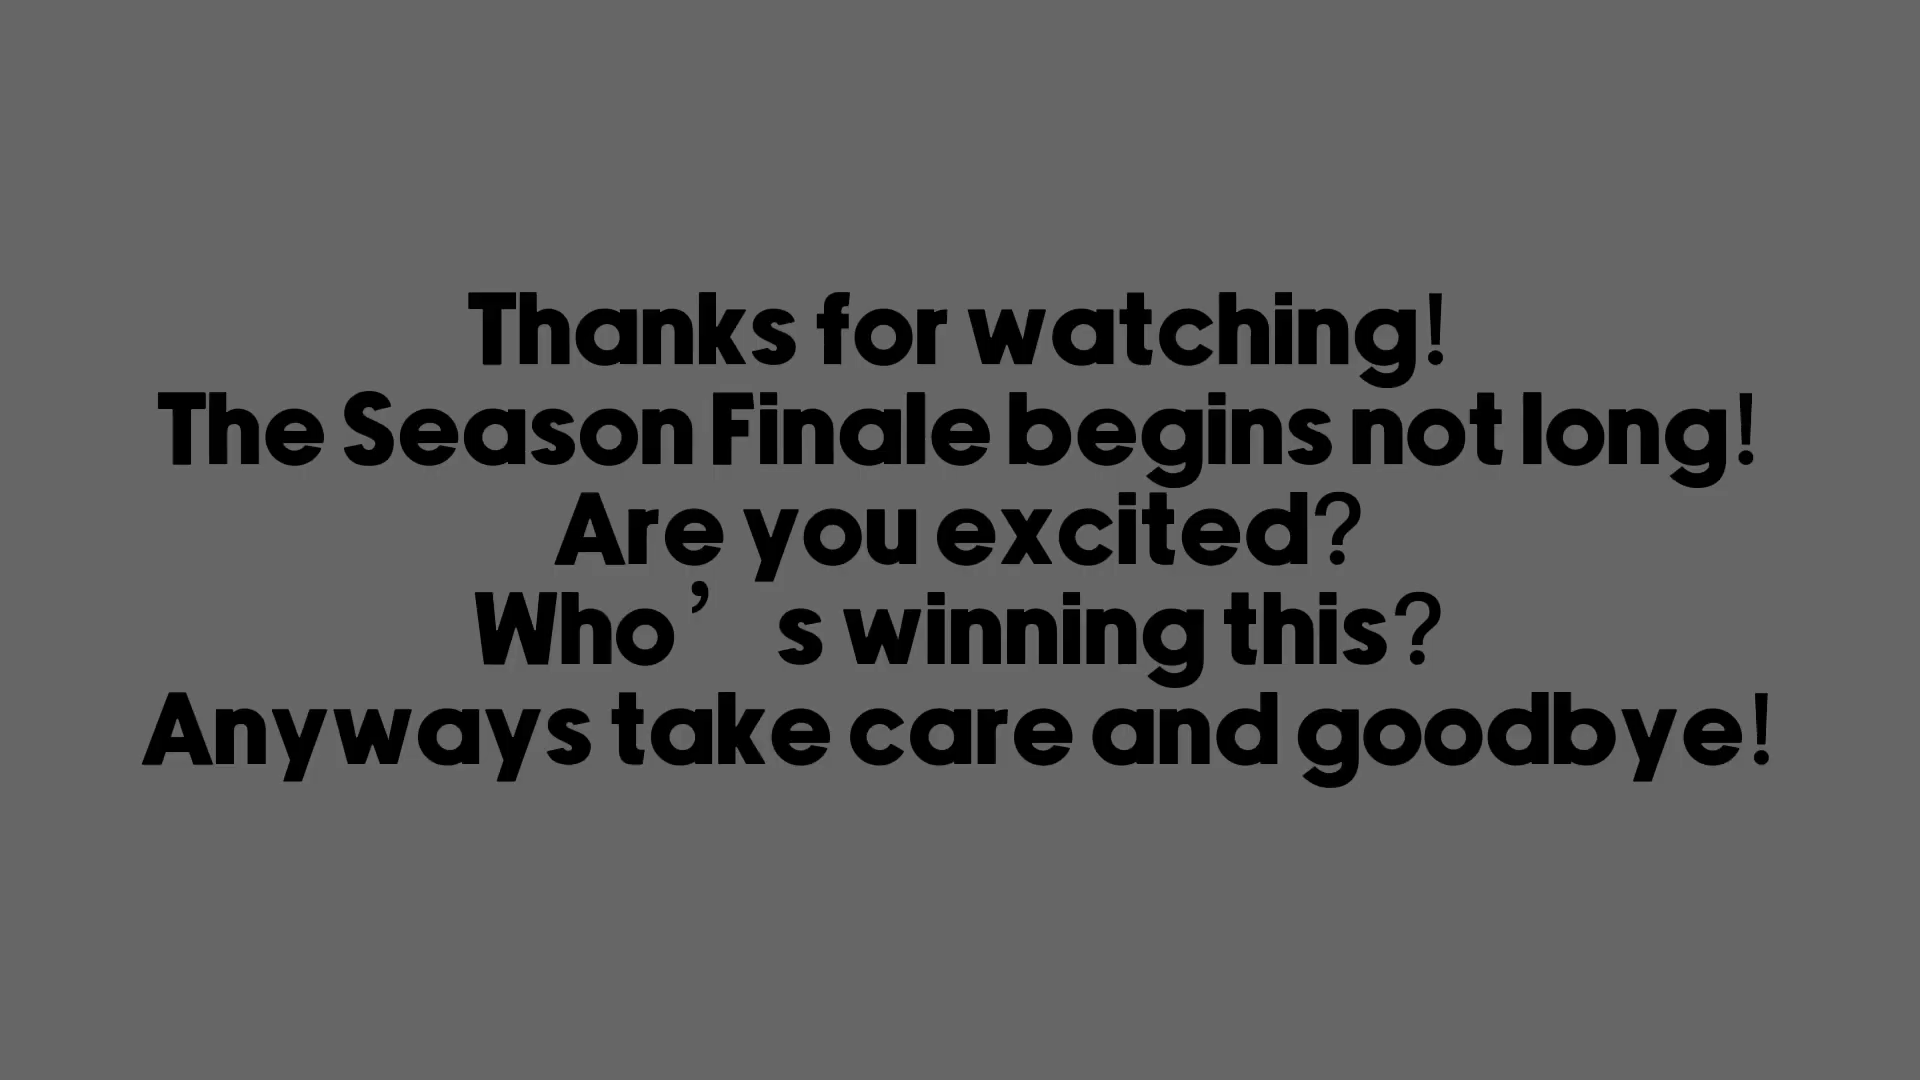 Thanks for watching!
The Season Finale begins not long!
Are you excited?
Who’s winning this?
Anyways take care and goodbye!